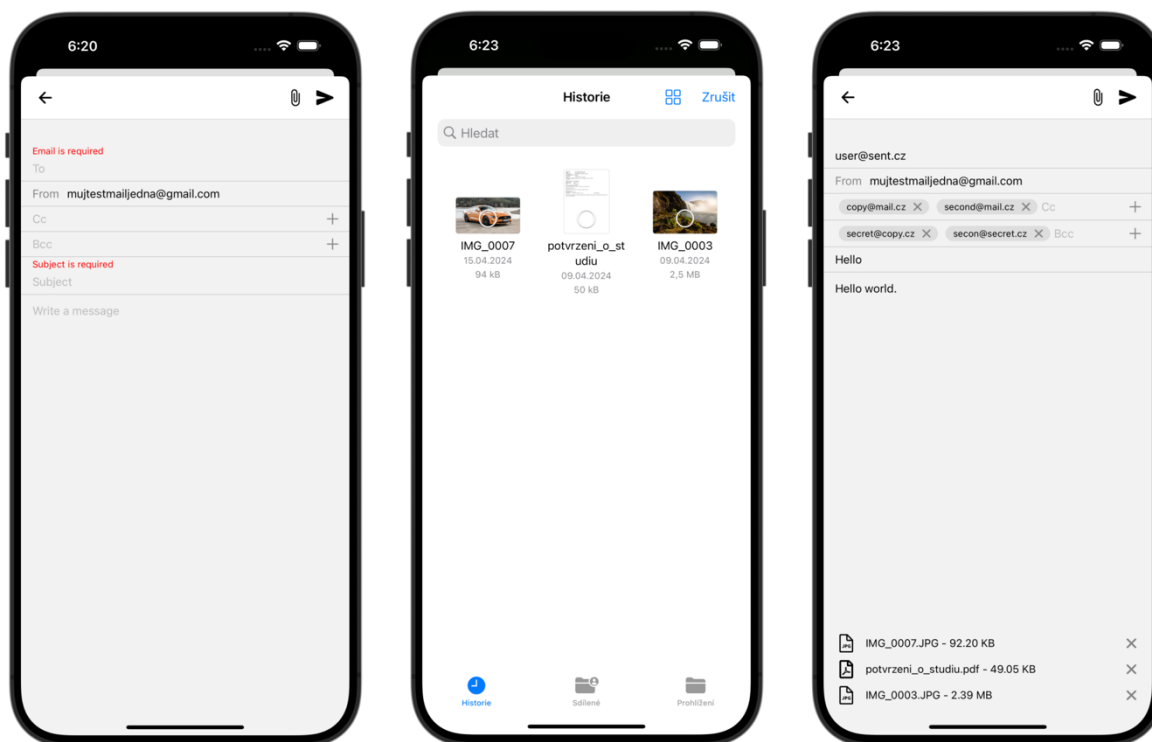 6:20
Email is required
To
From mujtestmailjedna@gmail.com
Cc
Bcc
Subject is required
Subject
Write a message
6:23
Historie Zrušit
Hledat
IMG_0007
15.04.2024
94 kB
potvrzeni_o_st
udiu
09.04.2024
50 kB
IMG_0003
09.04.2024
2,5 MB
Historie Sdílené Prohlížení
6:23
user@sent.cz
From mujtestmailjedna@gmail.com
copy@mail.cz second@mail.cz Cc
secret@copy.cz secon@secret.cz Bcc
Hello
Hello world.
JPG IMG_0007.JPG - 92.20 KB
potvrzeni_o_studiu.pdf - 49.05 KB
JPG IMG_0003.JPG - 2.39 MB